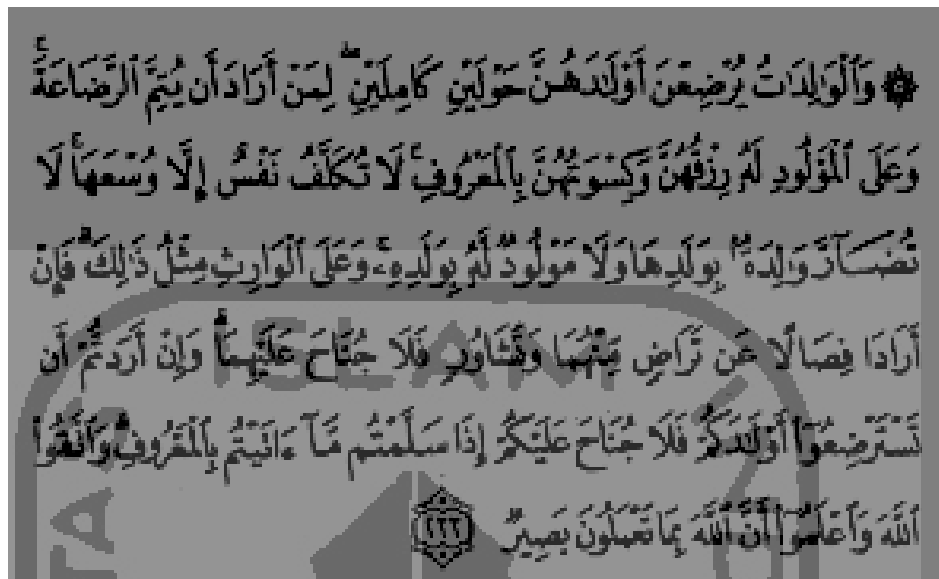 ۞ وَٱلْوَٰلِدَٰتُ يُرْضِعْنَ أَوْلَٰدَهُنَّ حَوْلَيْنِ كَامِلَيْنِ ۖ لِمَنْ أَرَادَ أَن يُتِمَّ ٱلرَّضَاعَةَ ۚ
وَعَلَى ٱلْمَوْلُودِ لَهُۥ رِزْقُهُنَّ وَكِسْوَتُهُنَّ بِٱلْمَعْرُوفِ ۚ لَا تُكَلَّفُ نَفْسٌ إِلَّا وُسْعَهَا ۚ لَا
تُضَآرَّ وَٰلِدَةٌۢ بِوَلَدِهَا وَلَا مَوْلُودٌ لَّهُۥ بِوَلَدِهِۦ ۚ وَعَلَى ٱلْوَارِثِ مِثْلُ ذَٰلِكَ ۗ فَإِنْ
أَرَادَا فِصَالًا عَن تَرَاضٍ مِّنْهُمَا وَتَشَاوُرٍ فَلَا جُنَاحَ عَلَيْهِمَا ۗ وَإِنْ أَرَدتُّمْ أَن
تَسْتَرْضِعُوٓا۟ أَوْلَٰدَكُمْ فَلَا جُنَاحَ عَلَيْكُمْ إِذَا سَلَّمْتُم مَّآ ءَاتَيْتُم بِٱلْمَعْرُوفِ ۗ وَٱتَّقُوا۟
ٱللَّهَ وَٱعْلَمُوٓا۟ أَنَّ ٱللَّهَ بِمَا تَعْمَلُونَ بَصِيرٌ
ISLAM